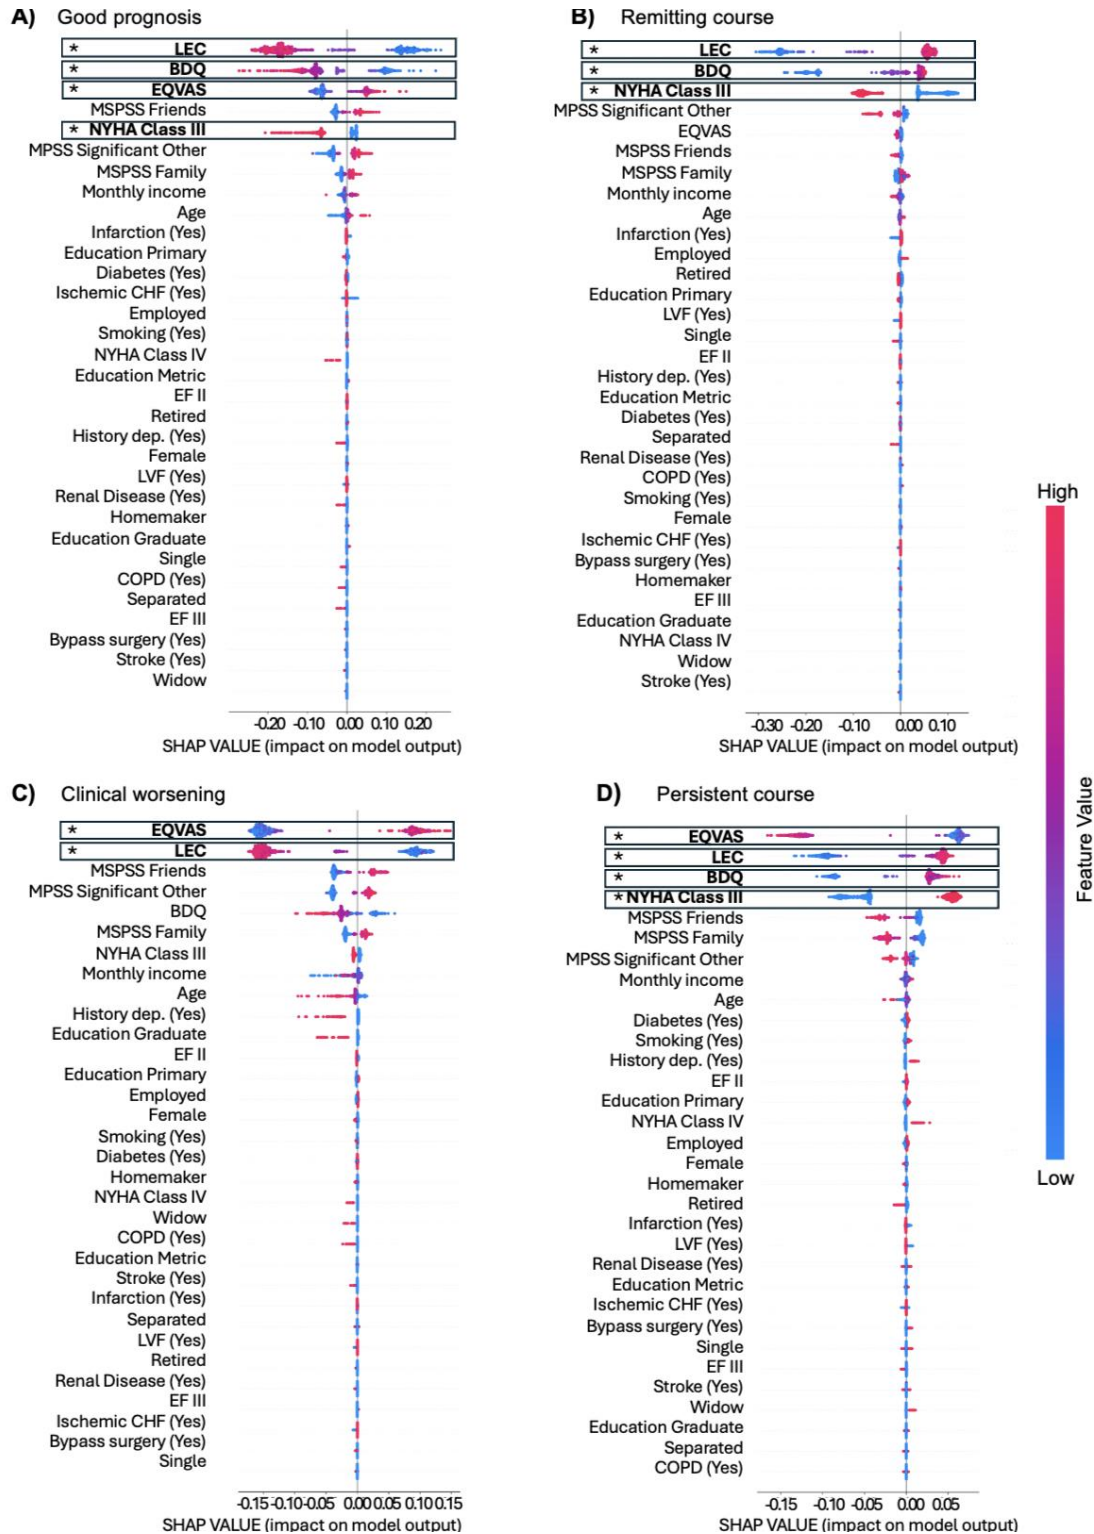 A) Good prognosis
* LEC
* BDQ
* EQVAS
MSPSS Friends
* NYHA Class III
MPSS Significant Other
MSPSS Family
Monthly income
Age
Infarction (Yes)
Education Primary
Diabetes (Yes)
Ischemic CHF (Yes)
Employed
Smoking (Yes)
NYHA Class IV
Education Metric
EF II
Retired
History dep. (Yes)
Female
LVF (Yes)
Renal Disease (Yes)
Homemaker
Education Graduate
Single
COPD (Yes)
Separated
EF III
Bypass surgery (Yes)
Stroke (Yes)
Widow
-0.20 -0.10 0.00 0.10 0.20
SHAP VALUE (impact on model output)
B) Remitting course
* LEC
* BDQ
* NYHA Class III
MPSS Significant Other
EQVAS
MSPSS Friends
MSPSS Family
Monthly income
Age
Infarction (Yes)
Employed
Retired
Education Primary
LVF (Yes)
Single
EF II
History dep. (Yes)
Education Metric
Diabetes (Yes)
Separated
Renal Disease (Yes)
COPD (Yes)
Smoking (Yes)
Female
Ischemic CHF (Yes)
Bypass surgery (Yes)
Homemaker
EF III
Education Graduate
NYHA Class IV
Widow
Stroke (Yes)
-0.30 -0.20 -0.10 0.00 0.10
SHAP VALUE (impact on model output)
C) Clinical worsening
* EQVAS
* LEC
MSPSS Friends
MPSS Significant Other
BDQ
MSPSS Family
NYHA Class III
Monthly income
Age
History dep. (Yes)
Education Graduate
EF II
Education Primary
Employed
Female
Smoking (Yes)
Diabetes (Yes)
Homemaker
NYHA Class IV
Widow
COPD (Yes)
Education Metric
Stroke (Yes)
Infarction (Yes)
Separated
LVF (Yes)
Retired
Renal Disease (Yes)
EF III
Ischemic CHF (Yes)
Bypass surgery (Yes)
Single
-0.15 -0.10 -0.05 0.00 0.05 0.10 0.15
SHAP VALUE (impact on model output)
D) Persistent course
* EQVAS
* LEC
* BDQ
* NYHA Class III
MSPSS Friends
MSPSS Family
MPSS Significant Other
Monthly income
Age
Diabetes (Yes)
Smoking (Yes)
History dep. (Yes)
EF II
Education Primary
NYHA Class IV
Employed
Female
Homemaker
Retired
Infarction (Yes)
LVF (Yes)
Renal Disease (Yes)
Education Metric
Ischemic CHF (Yes)
Bypass surgery (Yes)
Single
EF III
Stroke (Yes)
Widow
Education Graduate
Separated
COPD (Yes)
-0.15 -0.10 -0.05 0.00 0.05
SHAP VALUE (impact on model output)
High
Feature Value
Low